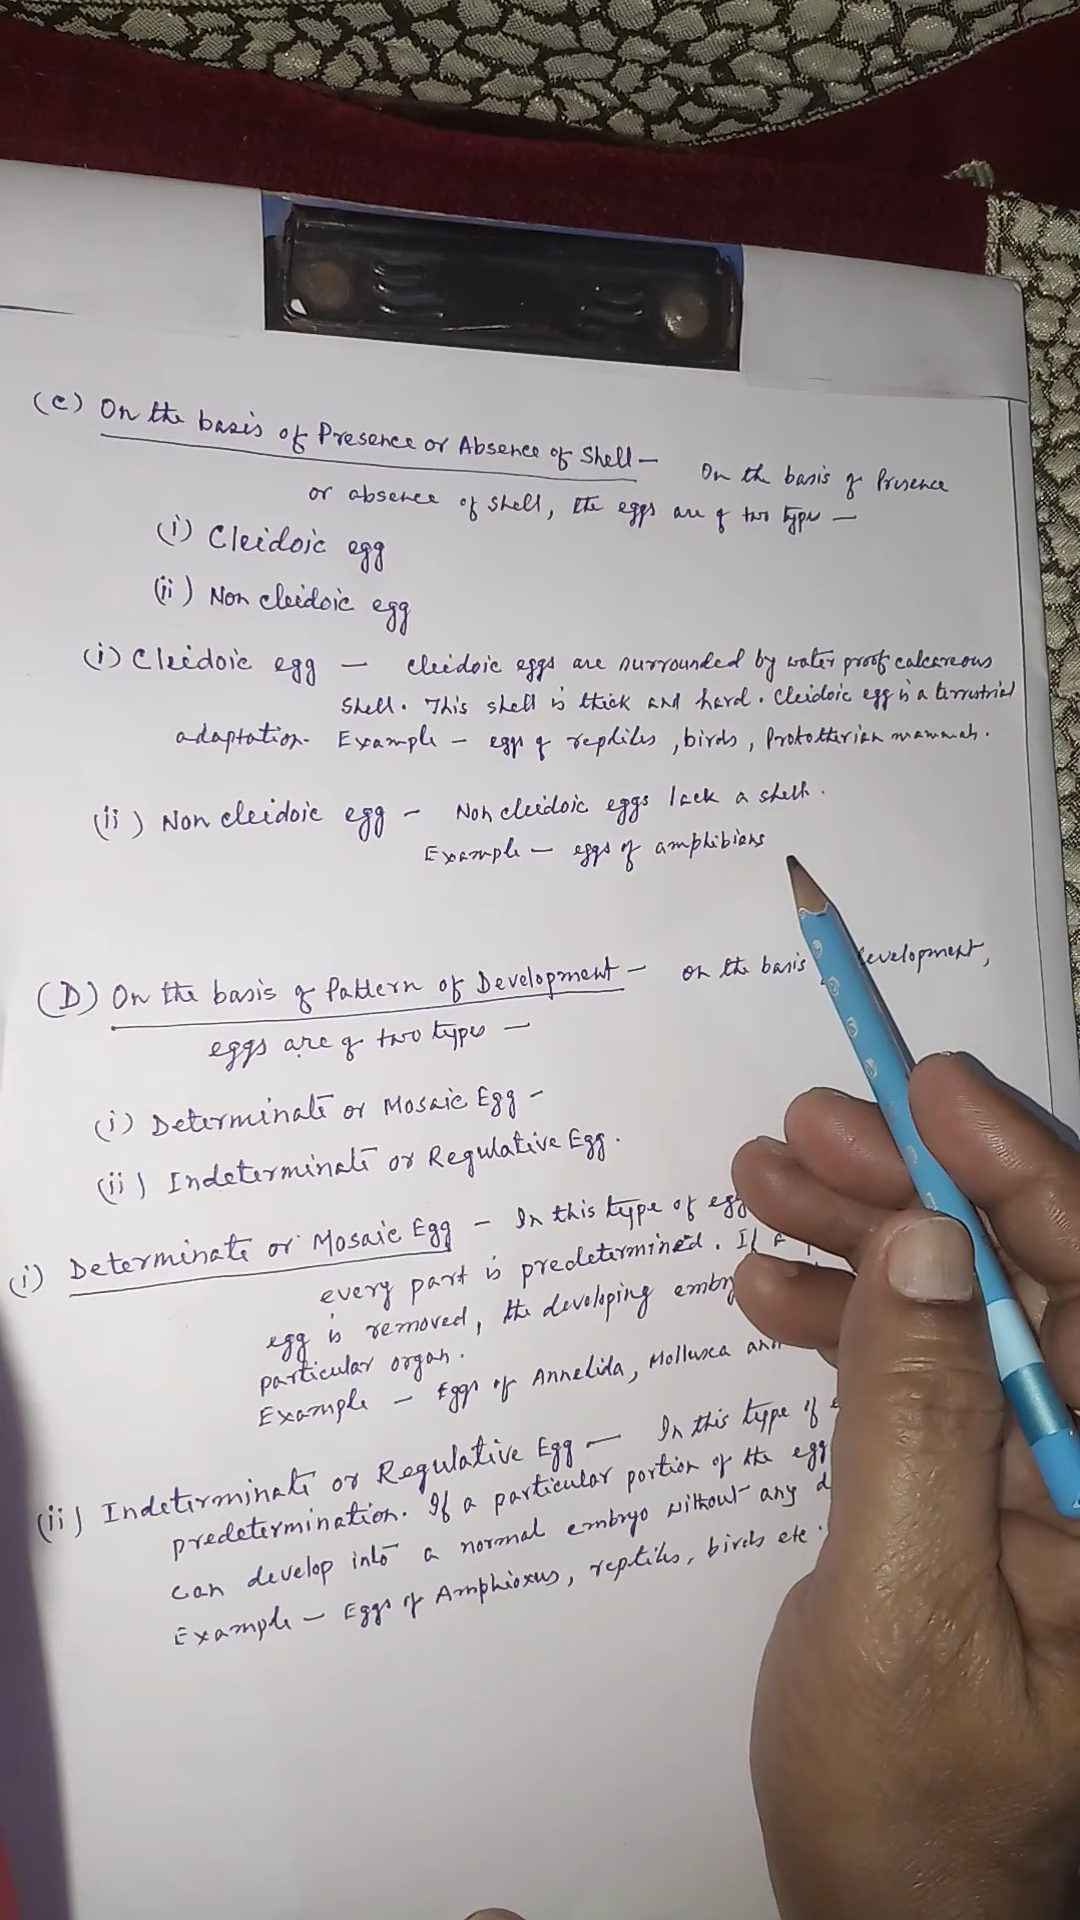 (C) On the basis of Presence or Absence of Shell — On the basis of Presence
or absence of shell, the eggs are of two types —
(i) Cleidoic egg
(ii) Non cleidoic egg
(i) Cleidoic egg — Cleidoic eggs are surrounded by water proof calcareous
shell. This shell is thick and hard. Cleidoic egg is a terrestrial
adaptation. Example — eggs of reptiles, birds, Prototherian mammals.
(ii) Non cleidoic egg — Non cleidoic eggs lack a shell.
Example — eggs of amphibians
(D) On the basis of Pattern of Development — on the basis development,
eggs are of two types —
(i) Determinate or Mosaic Egg -
(ii) Indeterminate or Regulative Egg.
(i) Determinate or Mosaic Egg — In this type of egg
every part is predetermined. If a
egg is removed, the developing
particular organ.
Example — Eggs of Annelida, Mollusca and
(ii) Indeterminate or Regulative Egg — In this type of
predetermination. If a particular portion of the egg
can develop into a normal embryo without any
Example — Eggs of Amphioxus, reptiles, birds etc.